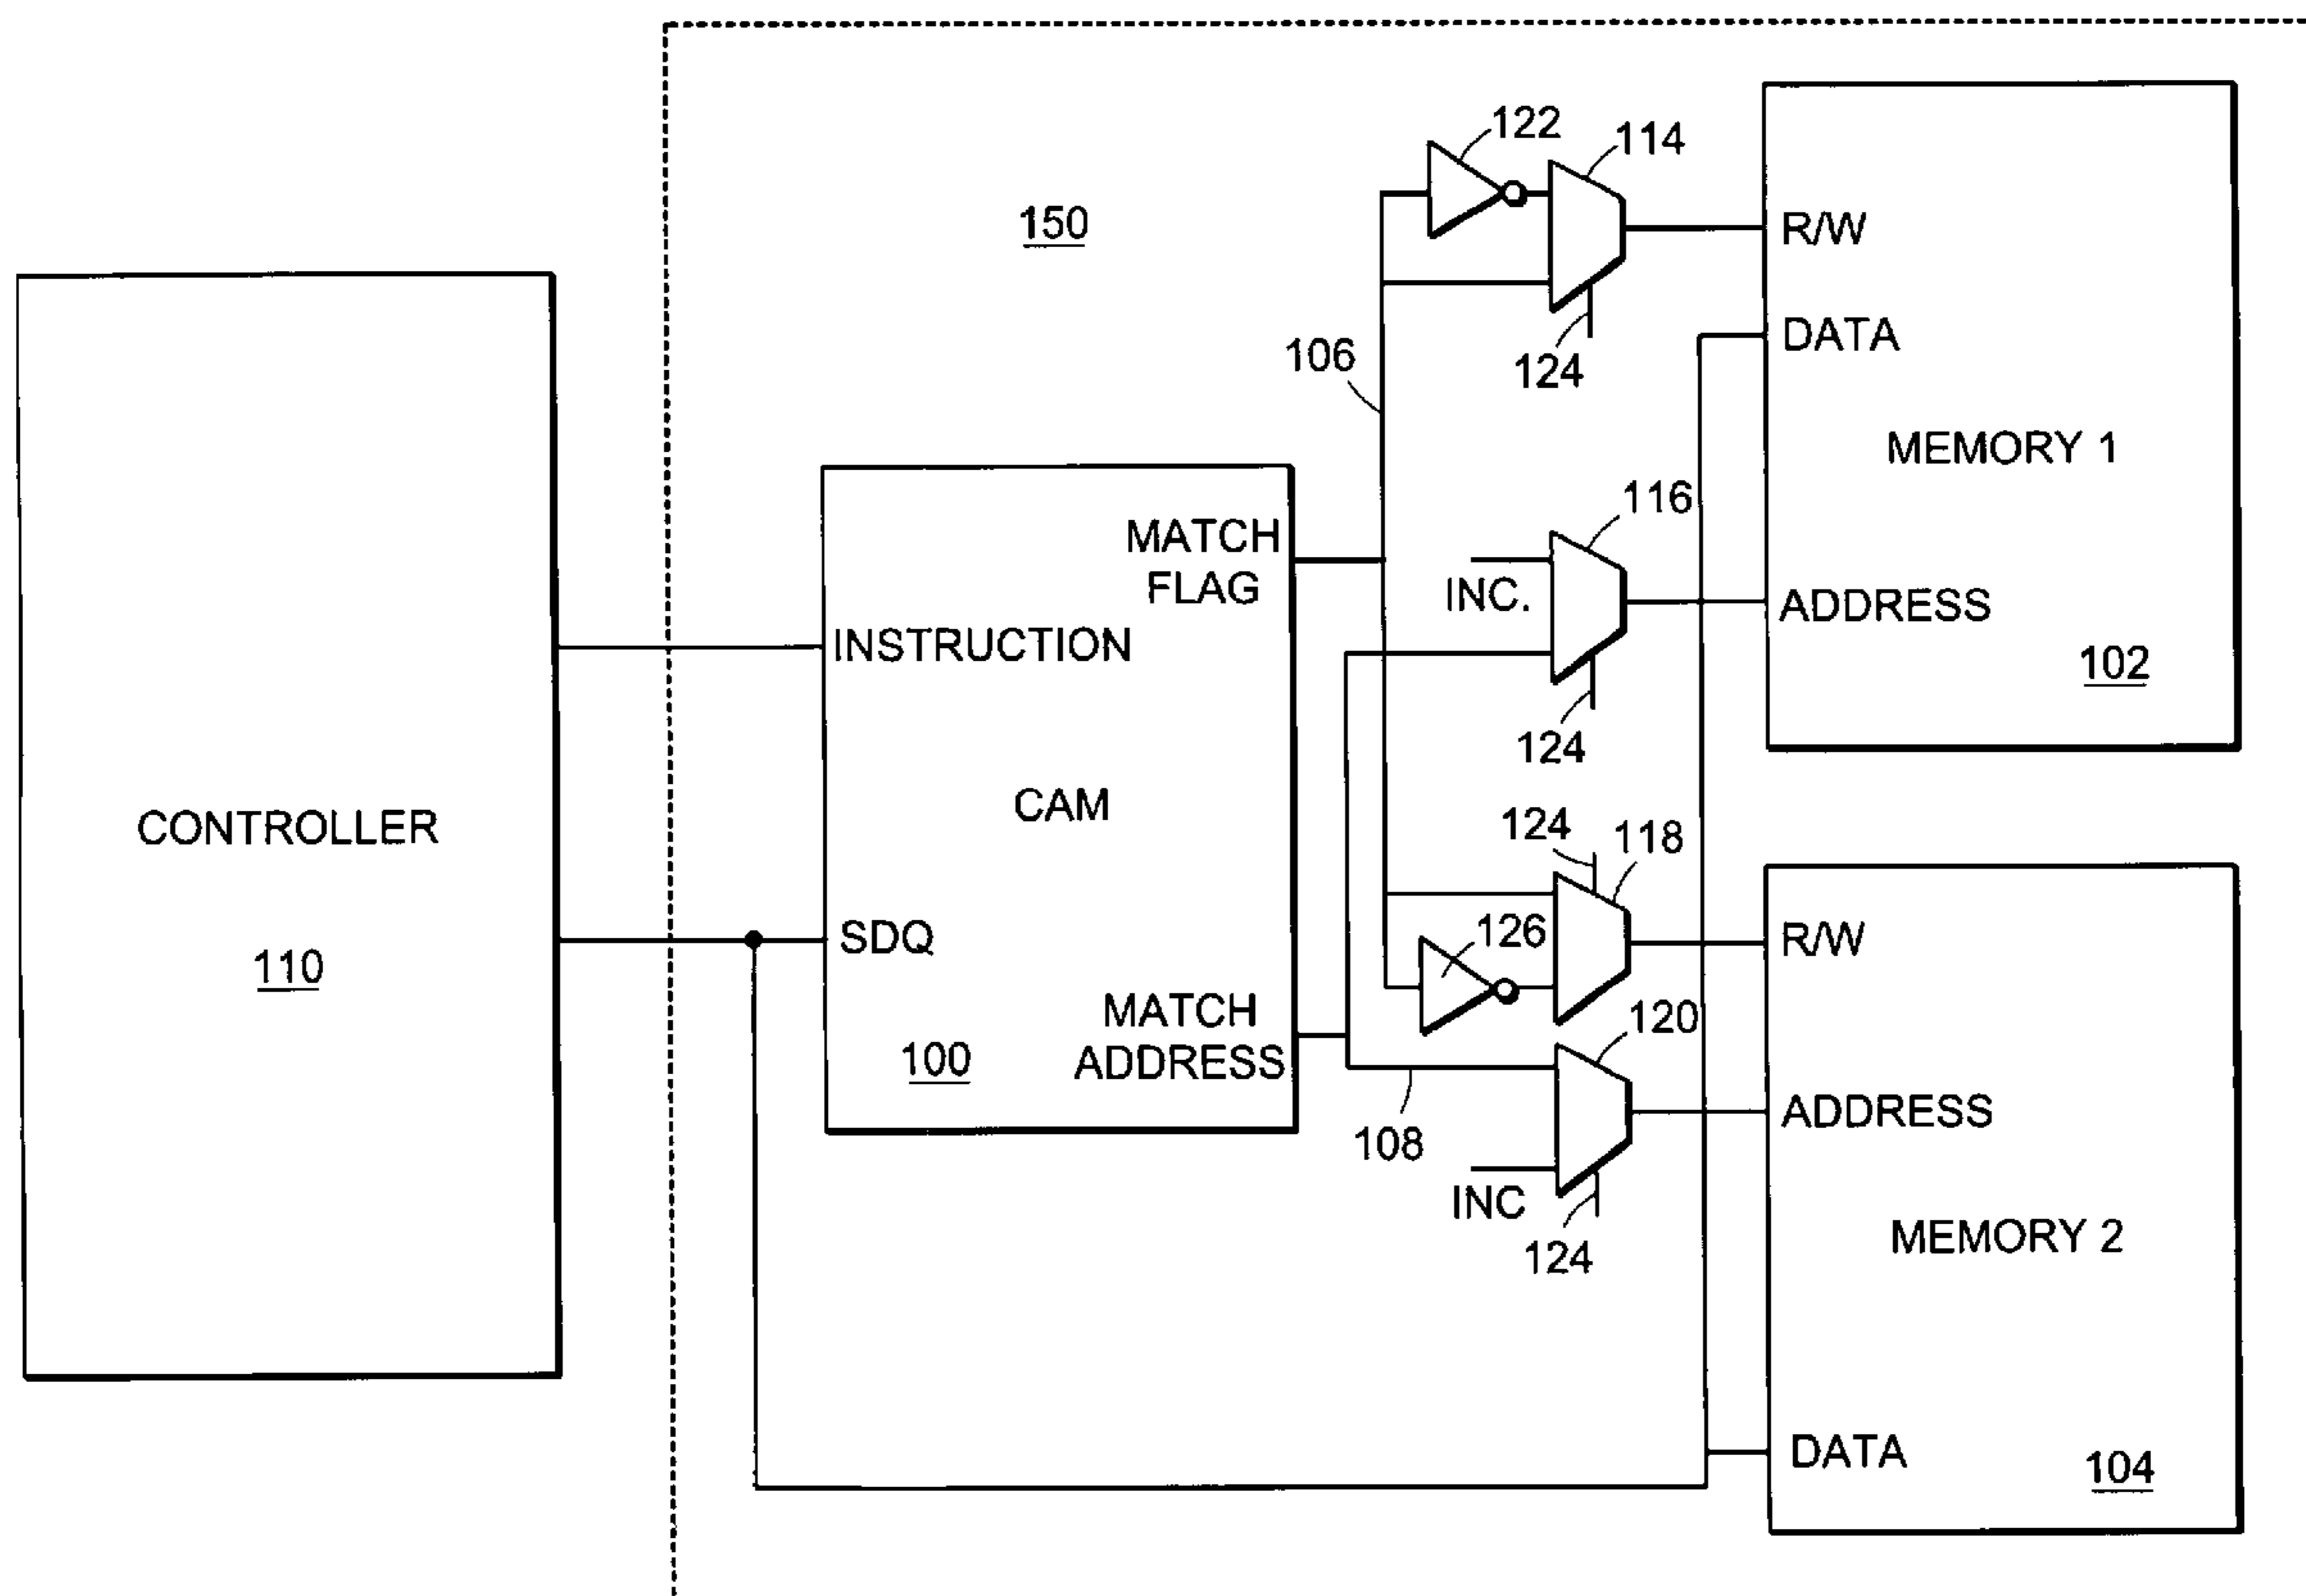 122
114
150
R/W
DATA
124
106
MEMORY 1
116
MATCH
FLAG
INC.
ADDRESS
INSTRUCTION
102
124
CAM
CONTROLLER
124
118
SDQ
126
R/W
110
MATCH
ADDRESS
100
120
ADDRESS
108
INC
124
MEMORY 2
DATA
104